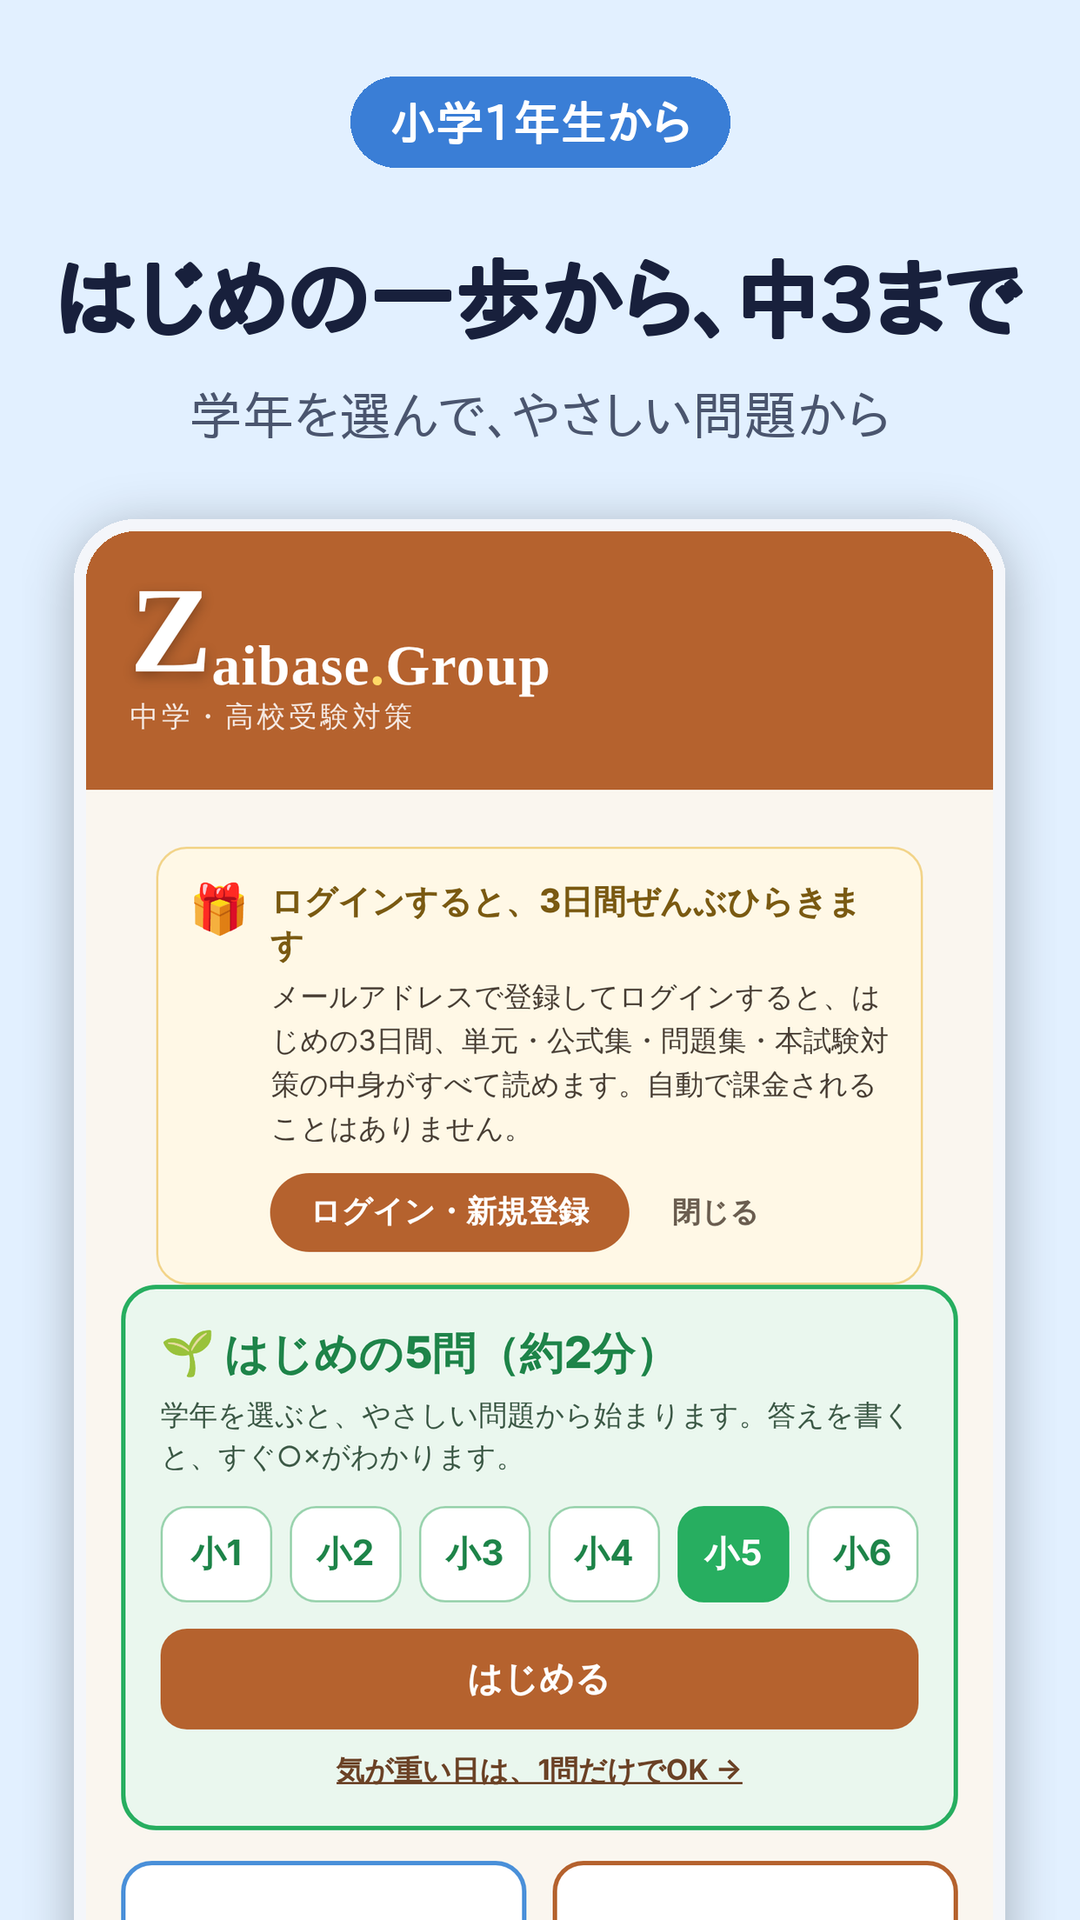 小学1年生から
はじめの一歩から、中3まで
学年を選んで、やさしい問題から
Zaibase.Group
中学・高校受験対策
ログインすると、3日間ぜんぶひらきま
す
メールアドレスで登録してログインすると、は
じめの3日間、単元・公式集・問題集・本試験対
策の中身がすべて読めます。自動で課金される
ことはありません。
ログイン・新規登録 閉じる
はじめの5問（約2分）
学年を選ぶと、やさしい問題から始まります。答えを書く
と、すぐ○×がわかります。
小1 小2 小3 小4 小5 小6
はじめる
気が重い日は、1問だけでOK →